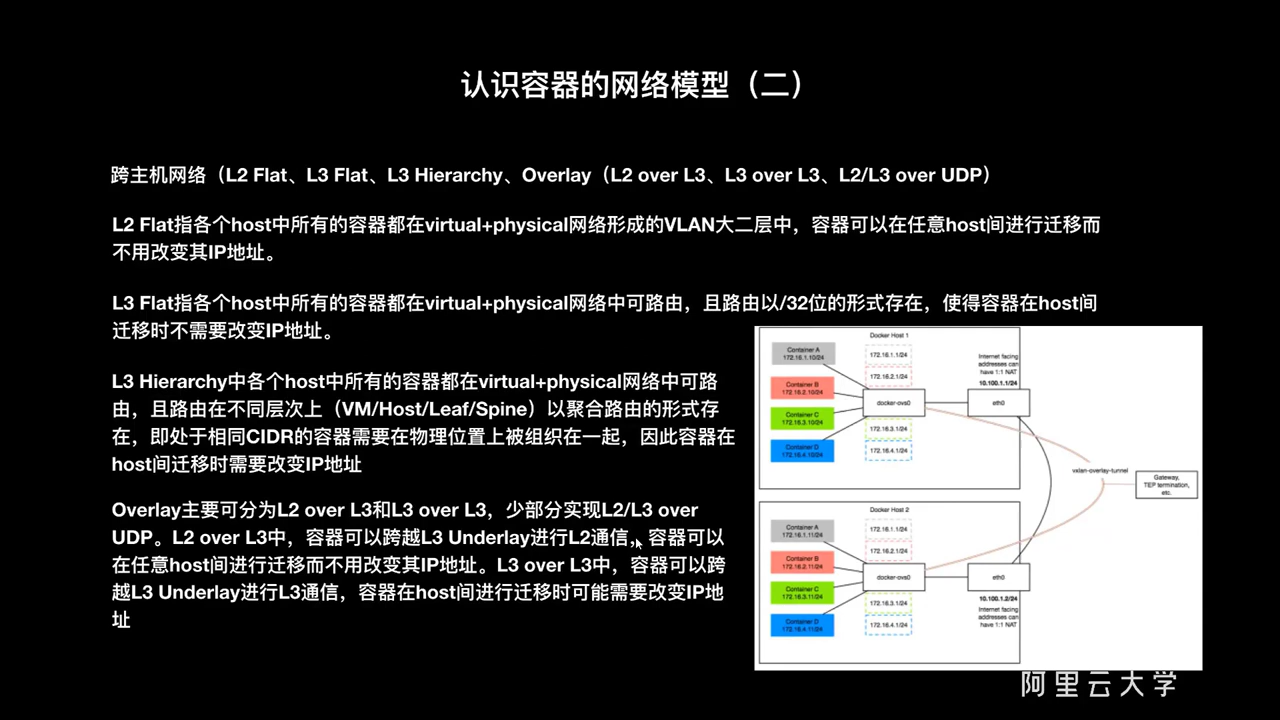 认识容器的网络模型（二）
跨主机网络（L2 Flat、L3 Flat、L3 Hierarchy、Overlay（L2 over L3、L3 over L3、L2/L3 over UDP）
L2 Flat指各个host中所有的容器都在virtual+physical网络形成的VLAN大二层中，容器可以在任意host间进行迁移而
不用改变其IP地址。
L3 Flat指各个host中所有的容器都在virtual+physical网络中可路由，且路由以/32位的形式存在，使得容器在host间
迁移时不需要改变IP地址。
L3 Hierarchy中各个host中所有的容器都在virtual+physical网络中可路
由，且路由在不同层次上（VM/Host/Leaf/Spine）以聚合路由的形式存
在，即处于相同CIDR的容器需要在物理位置上被组织在一起，因此容器在
host间迁移时需要改变IP地址
Overlay主要可分为L2 over L3和L3 over L3，少部分实现L2/L3 over
UDP。L2 over L3中，容器可以跨越L3 Underlay进行L2通信，容器可以
在任意host间进行迁移而不用改变其IP地址。L3 over L3中，容器可以跨
越L3 Underlay进行L3通信，容器在host间进行迁移时可能需要改变IP地
址
Docker Host 1
Container A
172.16.1.10/24
Container B
172.16.2.10/24
Container C
172.16.3.10/24
Container D
172.16.4.10/24
172.16.1.1/24
172.16.2.1/24
docker-ovs0
172.16.3.1/24
172.16.4.1/24
Internet facing
addresses can
have 1:1 NAT
10.100.1.1/24
eth0
vxlan-overlay-tunnel
Gateway,
TEP termination,
etc.
Docker Host 2
Container A
172.16.1.11/24
Container B
172.16.2.11/24
Container C
172.16.3.11/24
Container D
172.16.4.11/24
172.16.1.1/24
172.16.2.1/24
docker-ovs0
172.16.3.1/24
172.16.4.1/24
eth0
10.100.1.2/24
Internet facing
addresses can
have 1:1 NAT
阿里云大学